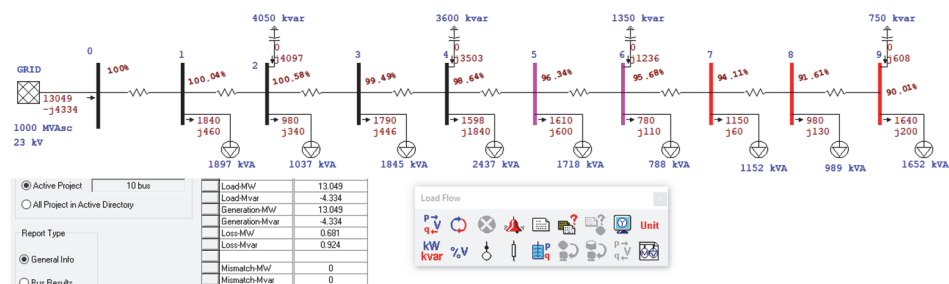 4050 kvar
3600 kvar
1350 kvar
750 kvar
0
1
2
3
4
5
6
7
8
9
0
j4097
0
j3503
0
j1236
0
j608
100%
100.04%
100.58%
99.49%
98.64%
96.34%
95.68%
94.11%
91.61%
90.01%
GRID
13049
-j4334
1000 MVAsc
23 kV
1840
j460
980
j340
1790
j446
1598
j1840
1610
j600
780
j110
1150
j60
980
j130
1640
j200
1897 kVA
1037 kVA
1845 kVA
2437 kVA
1718 kVA
788 kVA
1152 kVA
989 kVA
1652 kVA
Active Project
10 bus
All Project in Active Directory
Report Type
General Info
Bus Results
Load-MW 13.049
Load-Mvar -4.334
Generation-MW 13.049
Generation-Mvar -4.334
Loss-MW 0.681
Loss-Mvar 0.924
Mismatch-MW 0
Mismatch-Mvar 0
Load Flow
P V q
Unit
kW
kvar
%V
P q
P V q